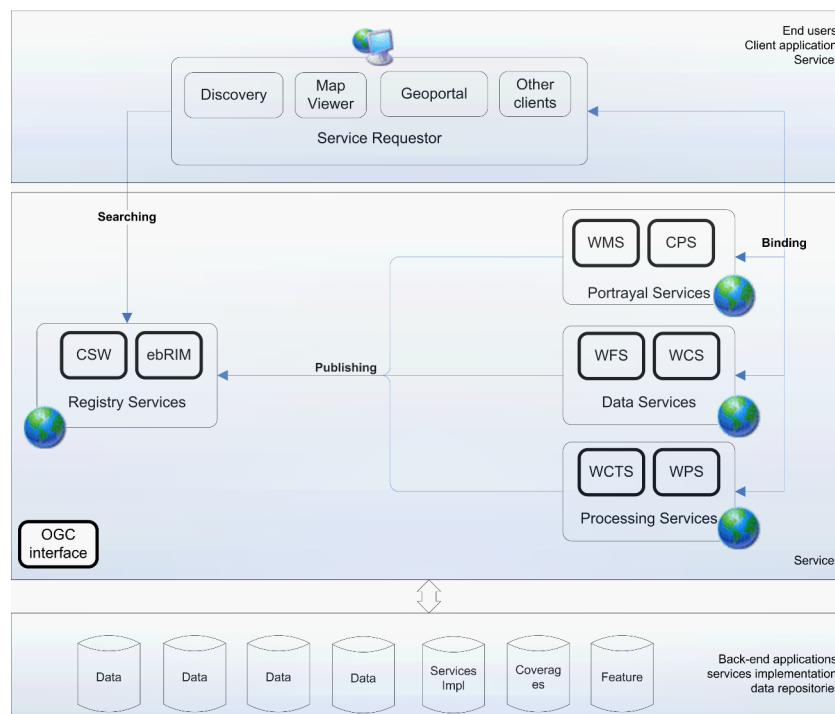 End users
Client application
Service
Discovery
Map
Viewer
Geoportal
Other
clients
Service Requestor
Searching
WMS
CPS
Binding
Portrayal Services
CSW
ebRIM
Registry Services
Publishing
WFS
WCS
Data Services
WCTS
WPS
Processing Services
OGC
interface
Service
Data
Data
Data
Data
Services
Impl
Coverag
es
Feature
Back-end applications
services implementation
data repositorie